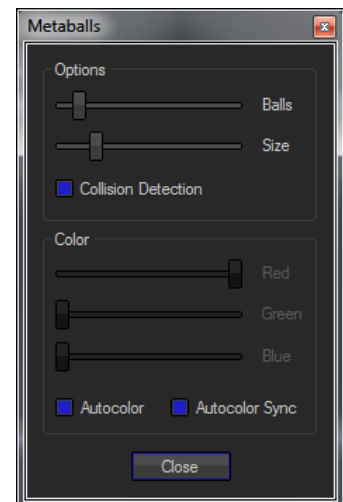 Metaballs
Options
Balls
Size
Collision Detection
Color
Red
Green
Blue
Autocolor Autocolor Sync
Close